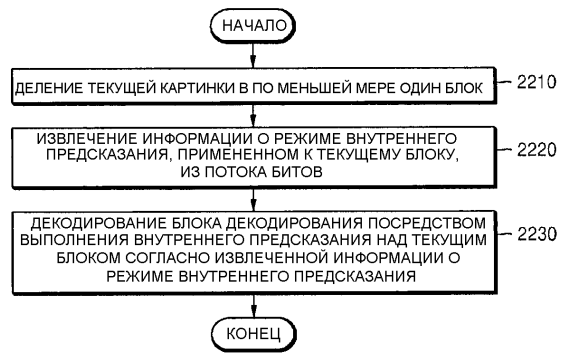 НАЧАЛО
ДЕЛЕНИЕ ТЕКУЩЕЙ КАРТИНКИ В ПО МЕНЬШЕЙ МЕРЕ ОДИН БЛОК
2210
ИЗВЛЕЧЕНИЕ ИНФОРМАЦИИ О РЕЖИМЕ ВНУТРЕННЕГО
ПРЕДСКАЗАНИЯ, ПРИМЕНЕННОМ К ТЕКУЩЕМУ БЛОКУ,
ИЗ ПОТОКА БИТОВ
2220
ДЕКОДИРОВАНИЕ БЛОКА ДЕКОДИРОВАНИЯ ПОСРЕДСТВОМ
ВЫПОЛНЕНИЯ ВНУТРЕННЕГО ПРЕДСКАЗАНИЯ НАД ТЕКУЩИМ
БЛОКОМ СОГЛАСНО ИЗВЛЕЧЕННОЙ ИНФОРМАЦИИ О
РЕЖИМЕ ВНУТРЕННЕГО ПРЕДСКАЗАНИЯ
2230
КОНЕЦ